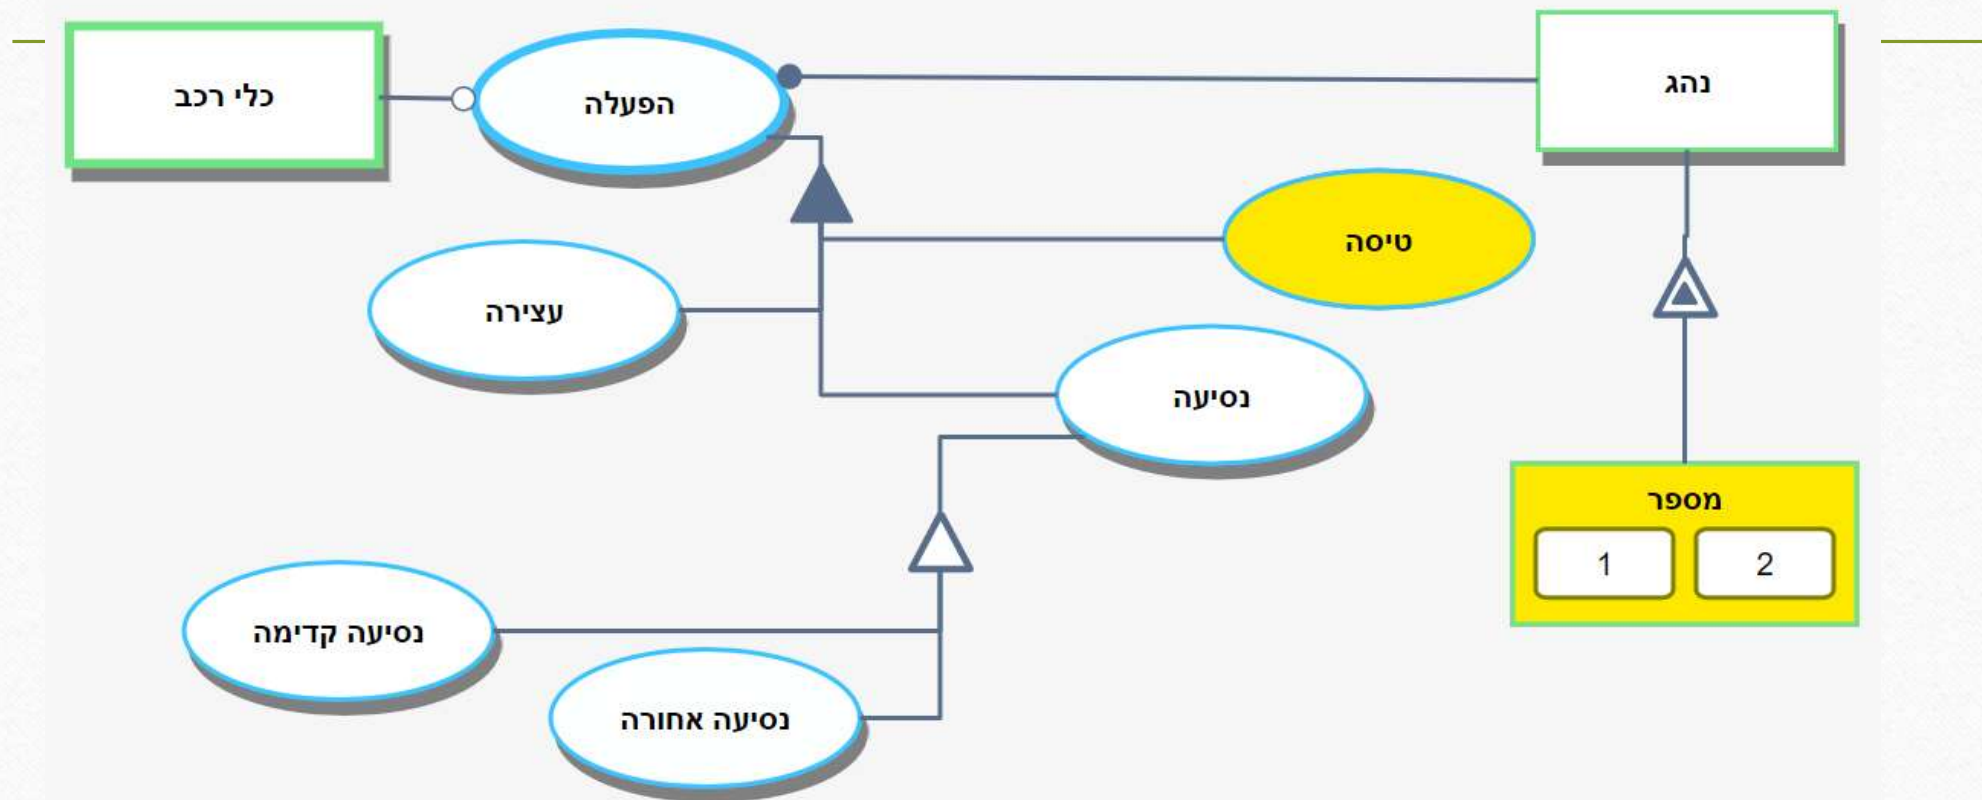 נהג
הפעלה
כלי רכב
טיסה
עצירה
נסיעה
מספר
1 2
נסיעה קדימה
נסיעה אחורה